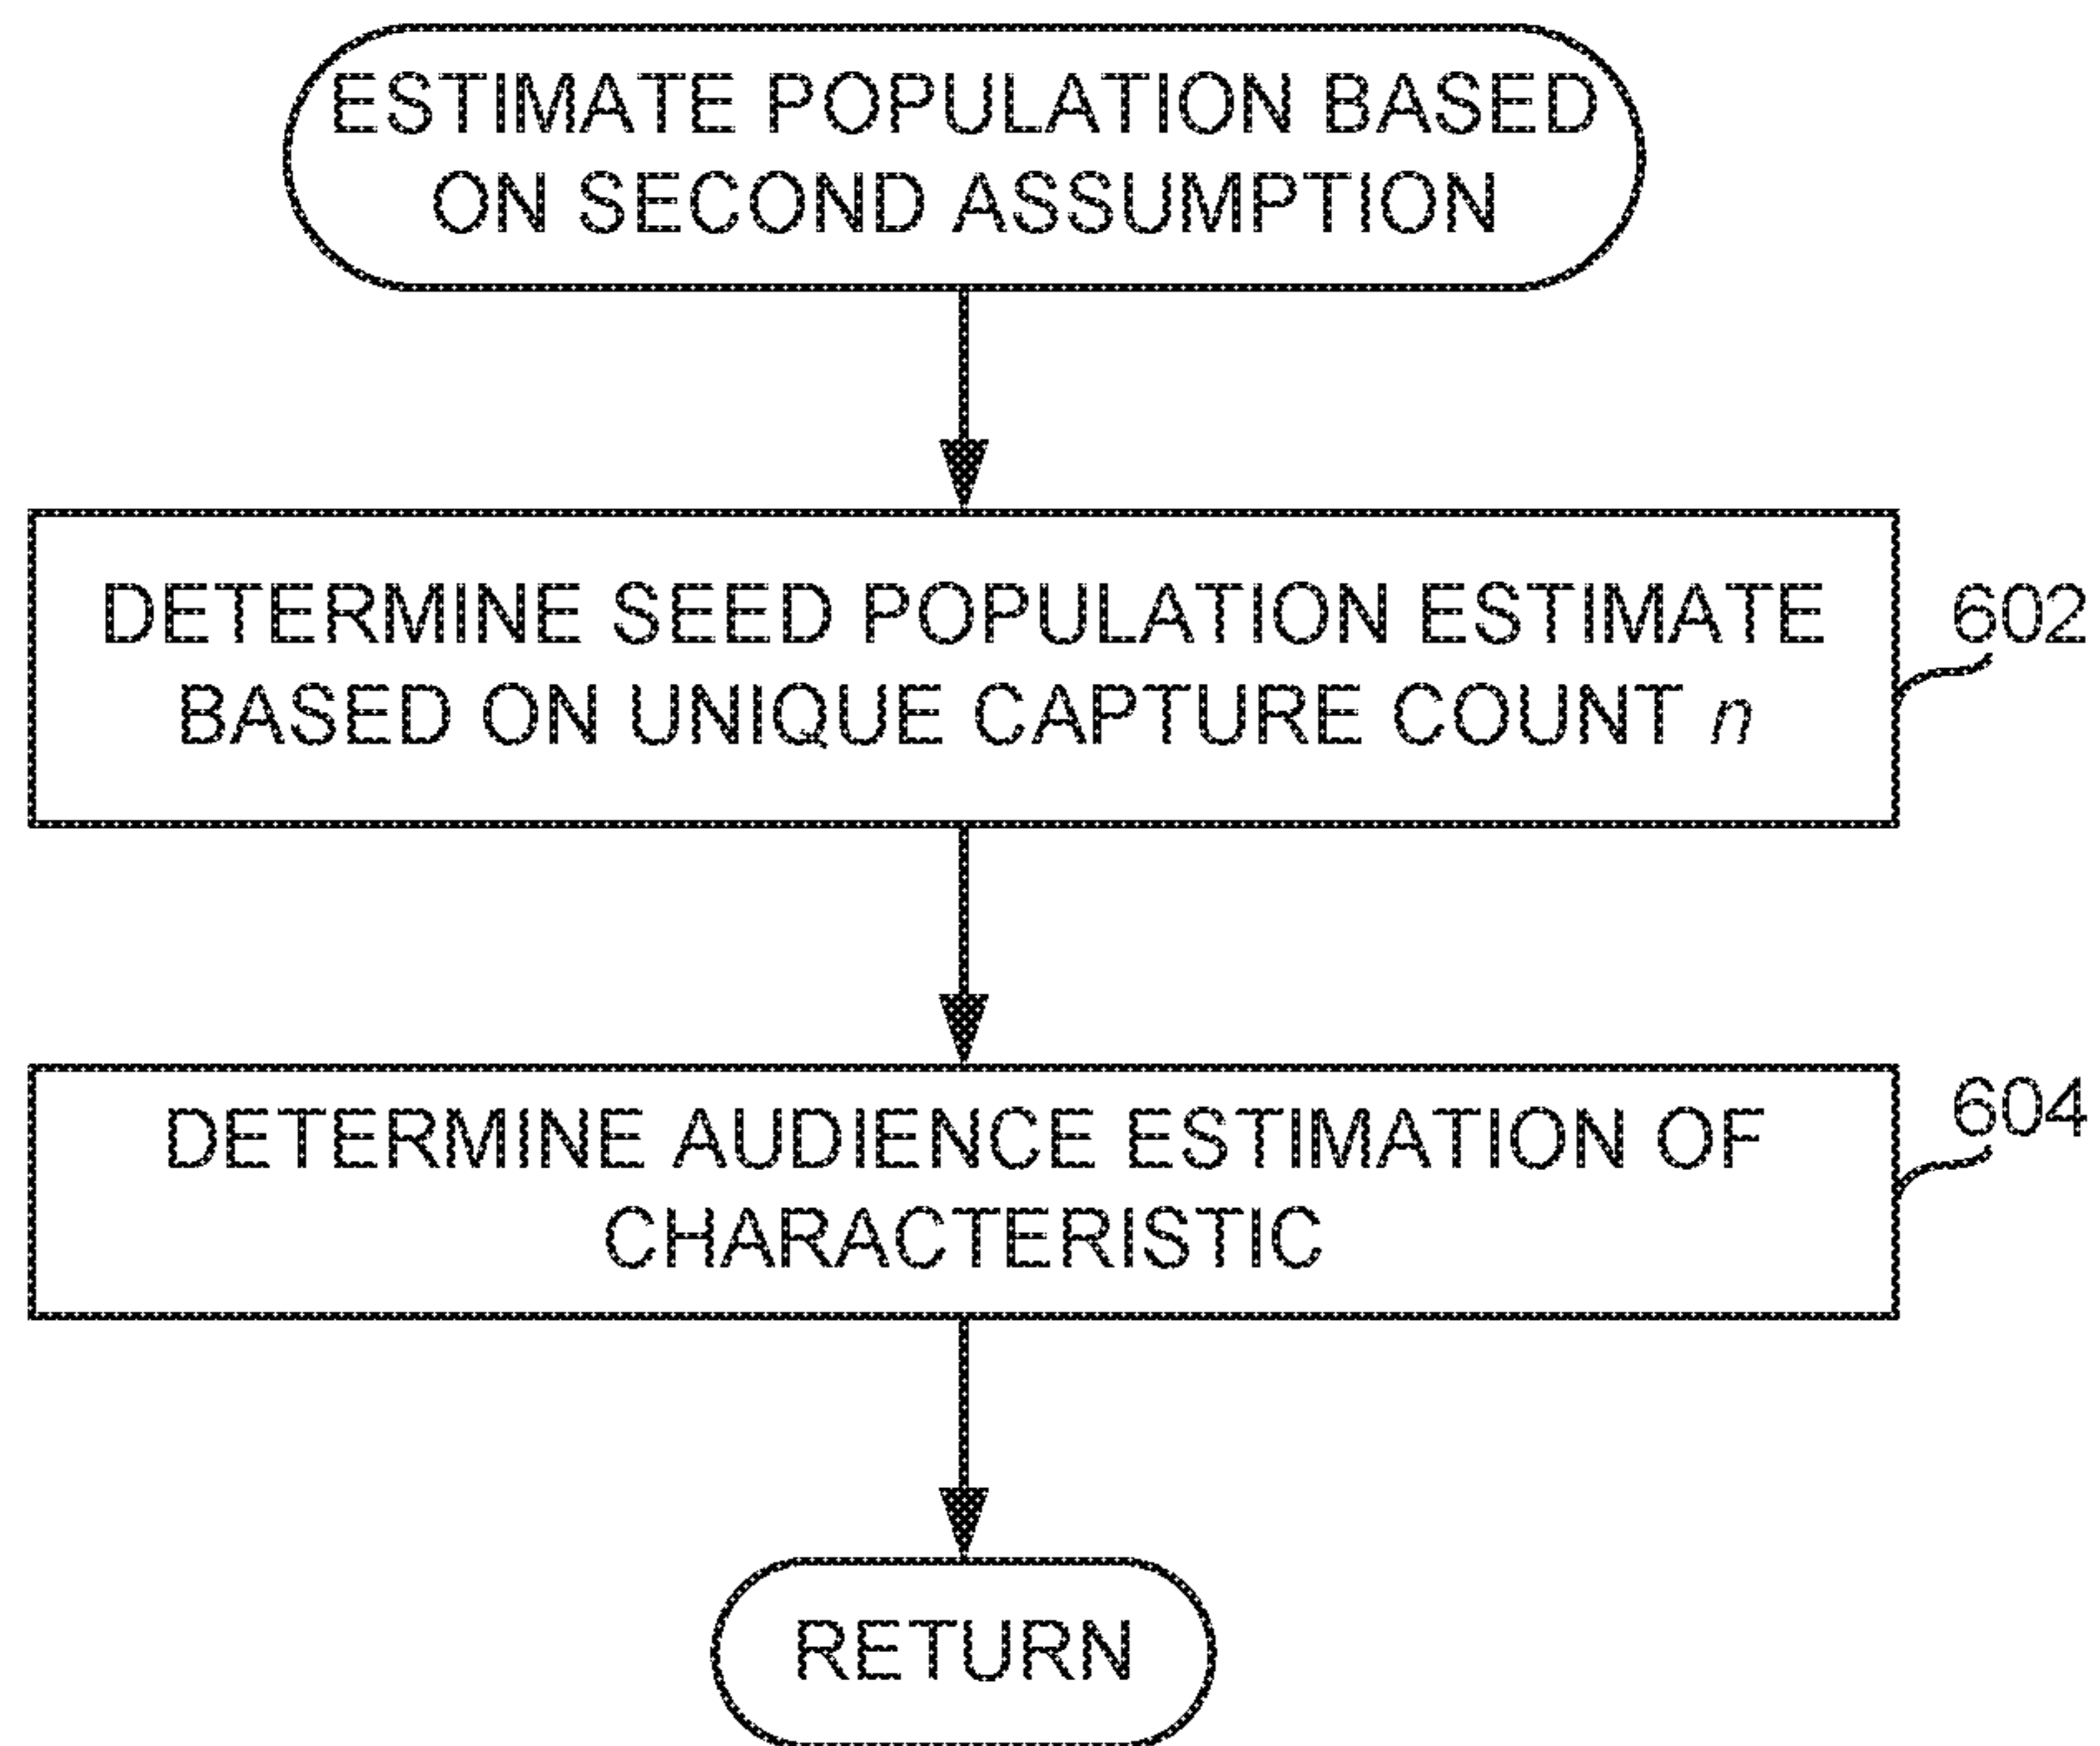 ESTIMATE POPULATION BASED
ON SECOND ASSUMPTION
DETERMINE SEED POPULATION ESTIMATE
BASED ON UNIQUE CAPTURE COUNT n
602
DETERMINE AUDIENCE ESTIMATION OF
CHARACTERISTIC
604
RETURN